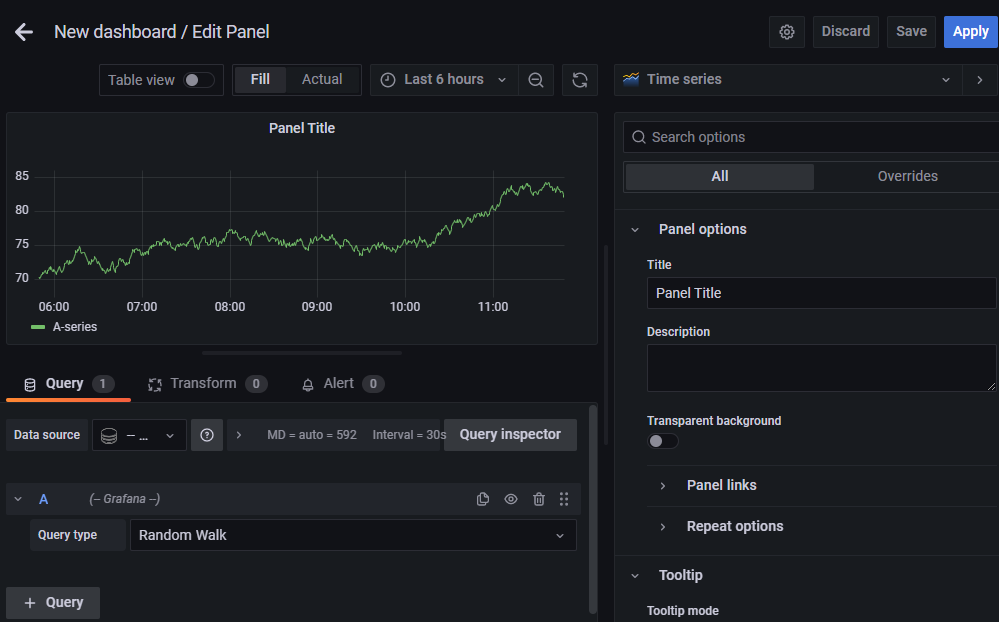 New dashboard / Edit Panel
Discard
Save
Apply
Table view
Fill
Actual
Last 6 hours
Time series
Panel Title
85
80
75
70
06:00
07:00
08:00
09:00
10:00
11:00
A-series
Query 1
Transform 0
Alert 0
Data source
-- ...
MD = auto = 592
Interval = 30s
Query inspector
A
(-- Grafana --)
Query type
Random Walk
+ Query
Search options
All
Overrides
Panel options
Title
Panel Title
Description
Transparent background
Panel links
Repeat options
Tooltip
Tooltip mode